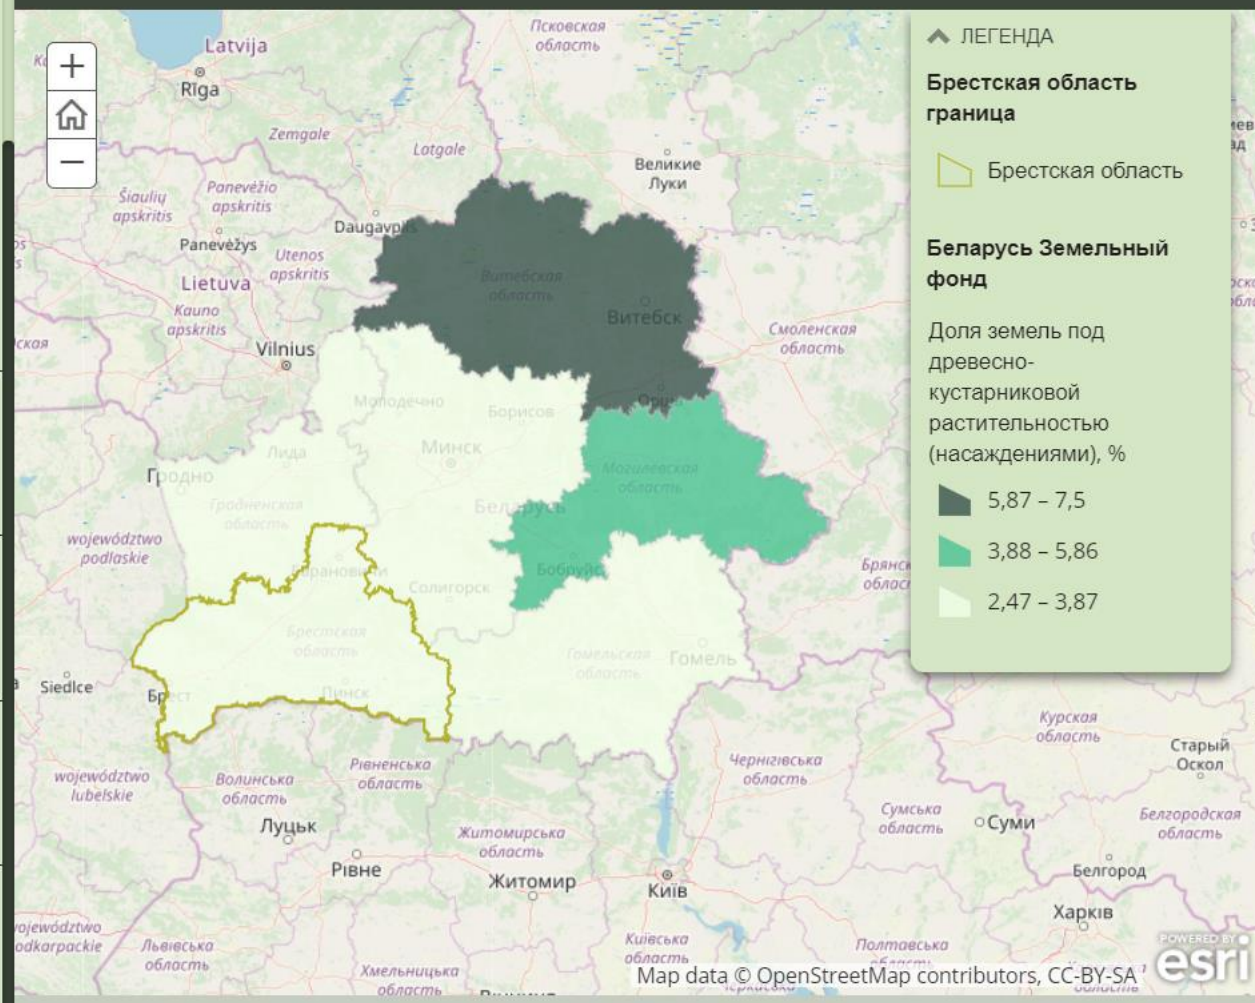 Псковская
область
Latvija
Rīga
Zemgale
Latgale
Великие
Луки
Šiaulių
apskritis
Panevėžio
apskritis
Panevėžys
Utenos
apskritis
Lietuva
Kauno
apskritis
Vilnius
Витебская
область
Витебск
Смоленская
область
Молодечно
Борисов
Минск
Лида
Гродно
Гродненская
область
Могилевская
область
Беларусь
województwo
podlaskie
Барановичи
Солигорск
Бобруйск
Брестская
область
Гомельская
область
Гомель
Siedlce
Брест
Пинск
województwo
lubelskie
Волинська
область
Рівненська
область
Чернігівська
область
Курская
область
Старый
Оскол
Луцьк
Рівне
Житомирська
область
Житомир
Київ
Сумська
область
Суми
Белгородская
область
Белгород
Харків
Львівська
область
Хмельницька
область
Київська
область
Полтавська
+
−
ЛЕГЕНДА
Брестская область
граница
Брестская область
Беларусь Земельный
фонд
Доля земель под
древесно-
кустарниковой
растительностью
(насаждениями), %
5,87 – 7,5
3,88 – 5,86
2,47 – 3,87
Map data © OpenStreetMap contributors, CC-BY-SA
POWERED BY
esri